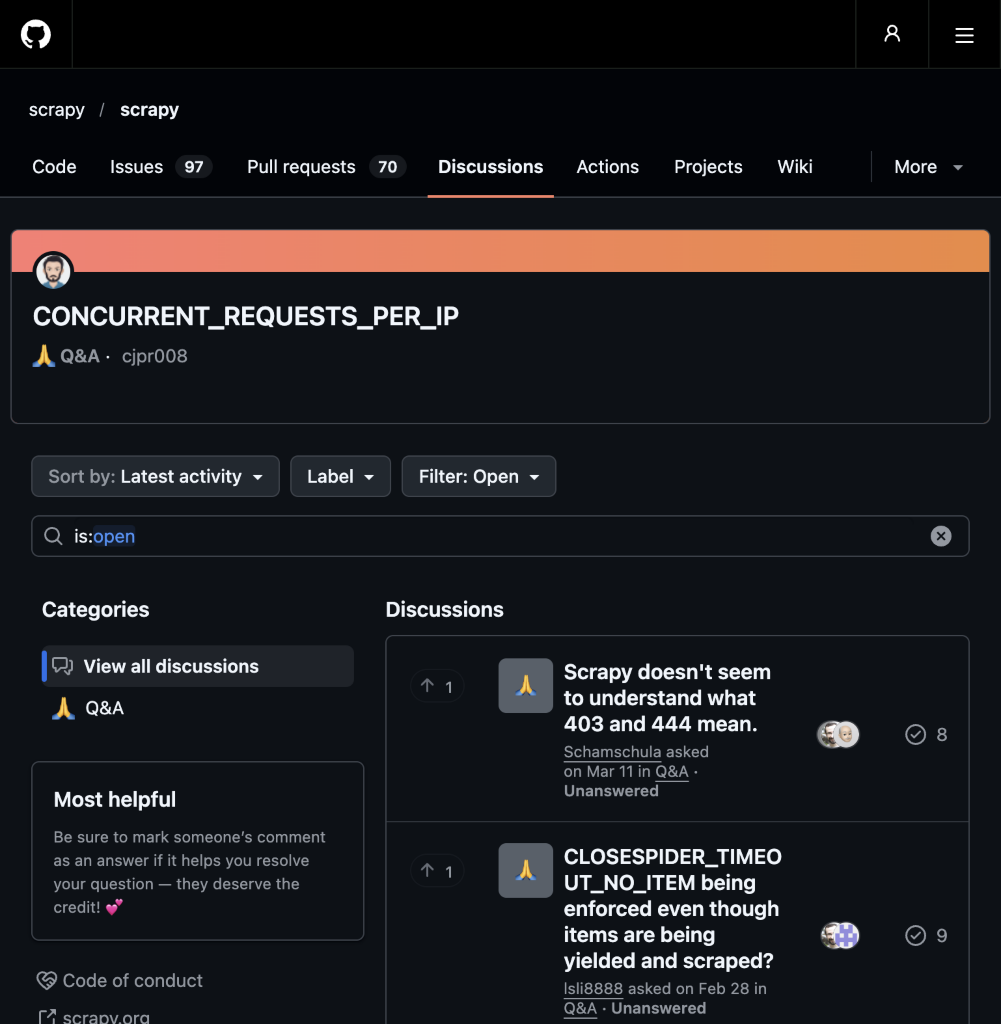 scrapy / scrapy
Code Issues 97 Pull requests 70 Discussions Actions Projects Wiki More
CONCURRENT_REQUESTS_PER_IP
🙏 Q&A · cjpr008
Sort by: Latest activity Label Filter: Open
is:open
Categories
View all discussions
🙏 Q&A
Most helpful
Be sure to mark someone’s comment
as an answer if it helps you resolve
your question — they deserve the
credit! 💕
Code of conduct
scrapy.org
Discussions
1
Scrapy doesn't seem
to understand what
403 and 444 mean.
Schamschula asked
on Mar 11 in Q&A ·
Unanswered
8
1
CLOSESPIDER_TIMEO
UT_NO_ITEM being
enforced even though
items are being
yielded and scraped?
lsli8888 asked on Feb 28 in
Q&A · Unanswered
9